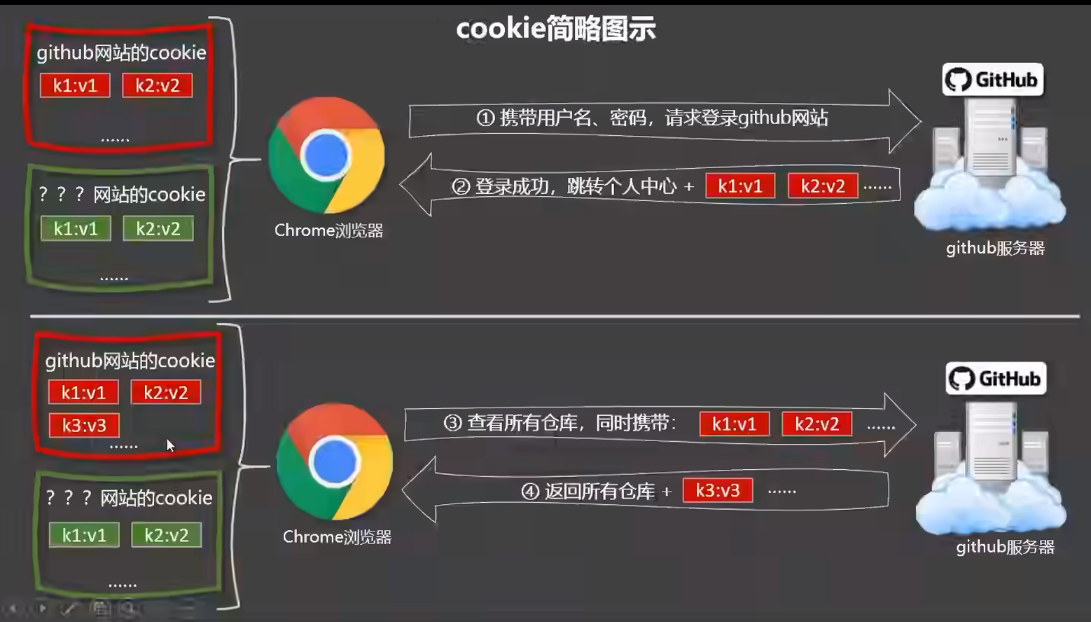 cookie简略图示
github网站的cookie
k1:v1 k2:v2
……
？？？网站的cookie
k1:v1 k2:v2
……
Chrome浏览器
① 携带用户名、密码，请求登录github网站
② 登录成功，跳转个人中心 + k1:v1 k2:v2 ……
GitHub
github服务器
github网站的cookie
k1:v1 k2:v2
k3:v3
……
？？？网站的cookie
k1:v1 k2:v2
……
Chrome浏览器
③ 查看所有仓库，同时携带： k1:v1 k2:v2 ……
④ 返回所有仓库 + k3:v3 ……
GitHub
github服务器